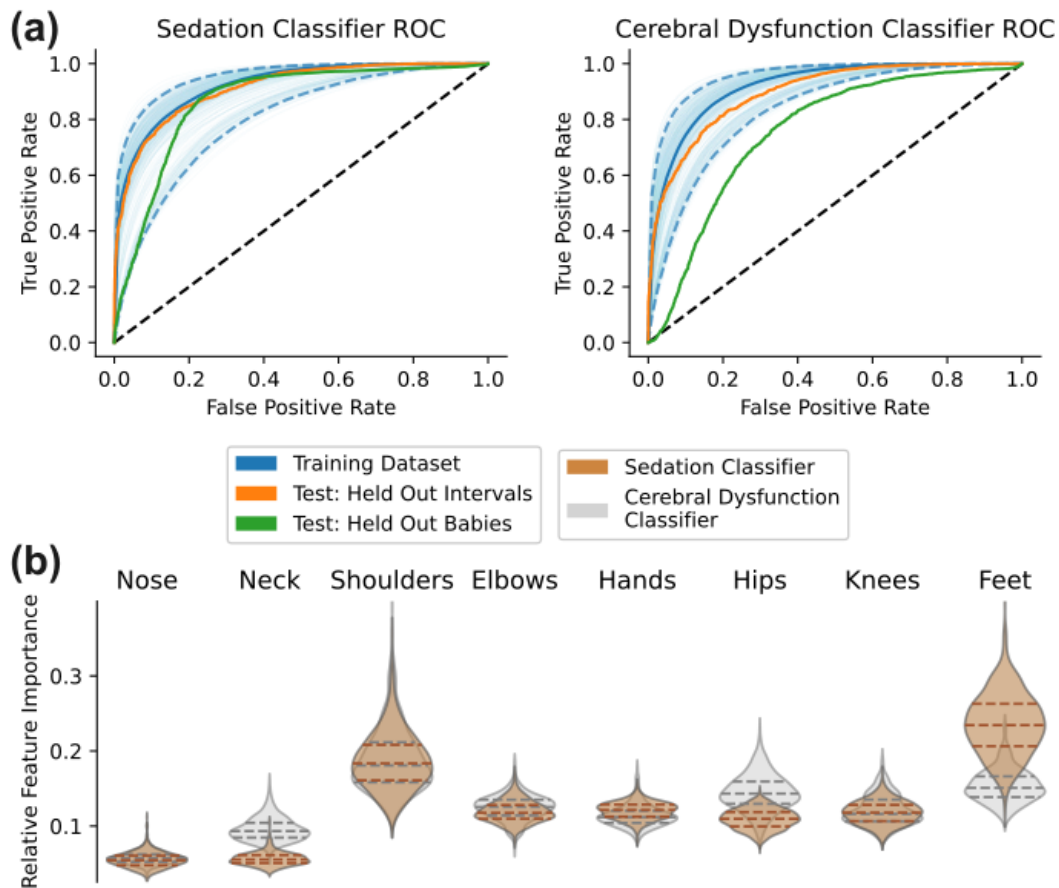 (a)
Sedation Classifier ROC
True Positive Rate
1.0
0.8
0.6
0.4
0.2
0.0
0.0 0.2 0.4 0.6 0.8 1.0
False Positive Rate
Cerebral Dysfunction Classifier ROC
True Positive Rate
1.0
0.8
0.6
0.4
0.2
0.0
0.0 0.2 0.4 0.6 0.8 1.0
False Positive Rate
Training Dataset
Test: Held Out Intervals
Test: Held Out Babies
Sedation Classifier
Cerebral Dysfunction
Classifier
(b)
Nose Neck Shoulders Elbows Hands Hips Knees Feet
Relative Feature Importance
0.3
0.2
0.1